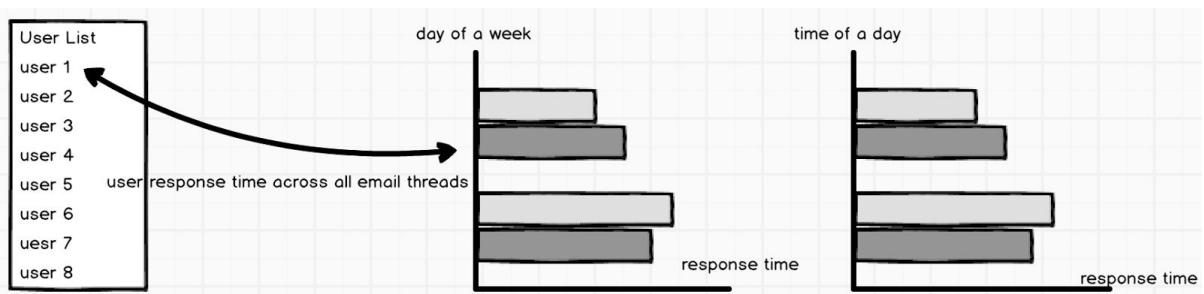 User List
user 1
user 2
user 3
user 4
user 5
user 6
uesr 7
user 8
user response time across all email threads
day of a week
response time
time of a day
response time